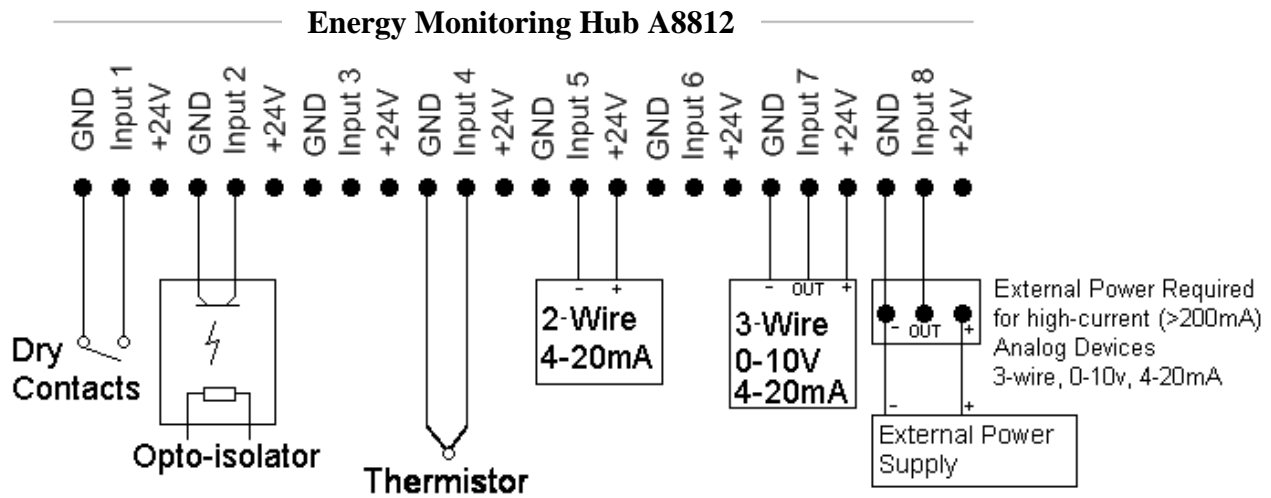 Energy Monitoring Hub A8812
GND
Input 1
+24V
GND
Input 2
+24V
GND
Input 3
+24V
GND
Input 4
+24V
GND
Input 5
+24V
GND
Input 6
+24V
GND
Input 7
+24V
GND
Input 8
+24V
Dry
Contacts
Opto-isolator
Thermistor
- +
2-Wire
4-20mA
- OUT +
3-Wire
0-10V
4-20mA
- OUT +
External Power Required
for high-current (>200mA)
Analog Devices
3-wire, 0-10v, 4-20mA
- +
External Power
Supply